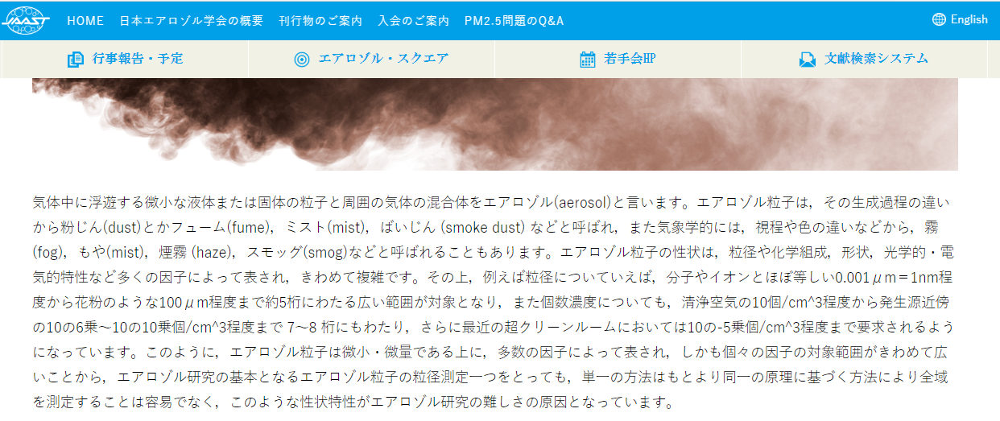 JAAST
HOME 日本エアロゾル学会の概要 刊行物のご案内 入会のご案内 PM2.5問題のQ&A English
行事報告・予定 エアロゾル・スクエア 若手会HP 文献検索システム
気体中に浮遊する微小な液体または固体の粒子と周囲の気体の混合体をエアロゾル(aerosol)と言います。エアロゾル粒子は，その生成過程の違い
から粉じん(dust)とかフューム(fume)，ミスト(mist)，ばいじん (smoke dust) などと呼ばれ，また気象学的には，視程や色の違いなどから，霧
(fog)，もや(mist)，煙霧 (haze)，スモッグ(smog)などと呼ばれることもあります。エアロゾル粒子の性状は，粒径や化学組成，形状，光学的・電
気的特性など多くの因子によって表され，きわめて複雑です。その上，例えば粒径についていえば，分子やイオンとほぼ等しい0.001μm＝1nm程
度から花粉のような100μm程度まで約5桁にわたる広い範囲が対象となり，また個数濃度についても，清浄空気の10個/cm^3程度から発生源近傍
の10の6乗～10の10乗個/cm^3程度まで 7～8 桁にもわたり，さらに最近の超クリーンルームにおいては10の-5乗個/cm^3程度まで要求されるよう
になっています。このように，エアロゾル粒子は微小・微量である上に，多数の因子によって表され，しかも個々の因子の対象範囲がきわめて広
いことから，エアロゾル研究の基本となるエアロゾル粒子の粒径測定一つをとっても，単一の方法はもとより同一の原理に基づく方法により全域
を測定することは容易でなく，このような性状特性がエアロゾル研究の難しさの原因となっています。